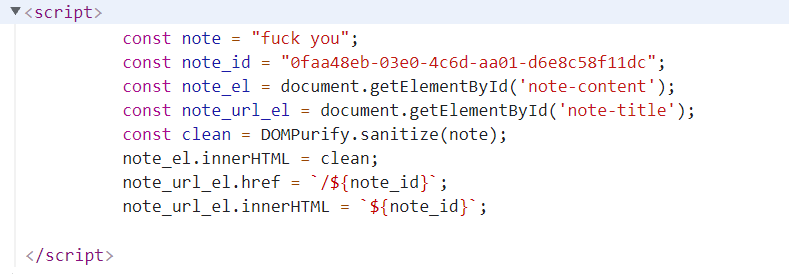 <script>
const note = "fuck you";
const note_id = "0faa48eb-03e0-4c6d-aa01-d6e8c58f11dc";
const note_el = document.getElementById('note-content');
const note_url_el = document.getElementById('note-title');
const clean = DOMPurify.sanitize(note);
note_el.innerHTML = clean;
note_url_el.href = `/${note_id}`;
note_url_el.innerHTML = `${note_id}`;
</script>